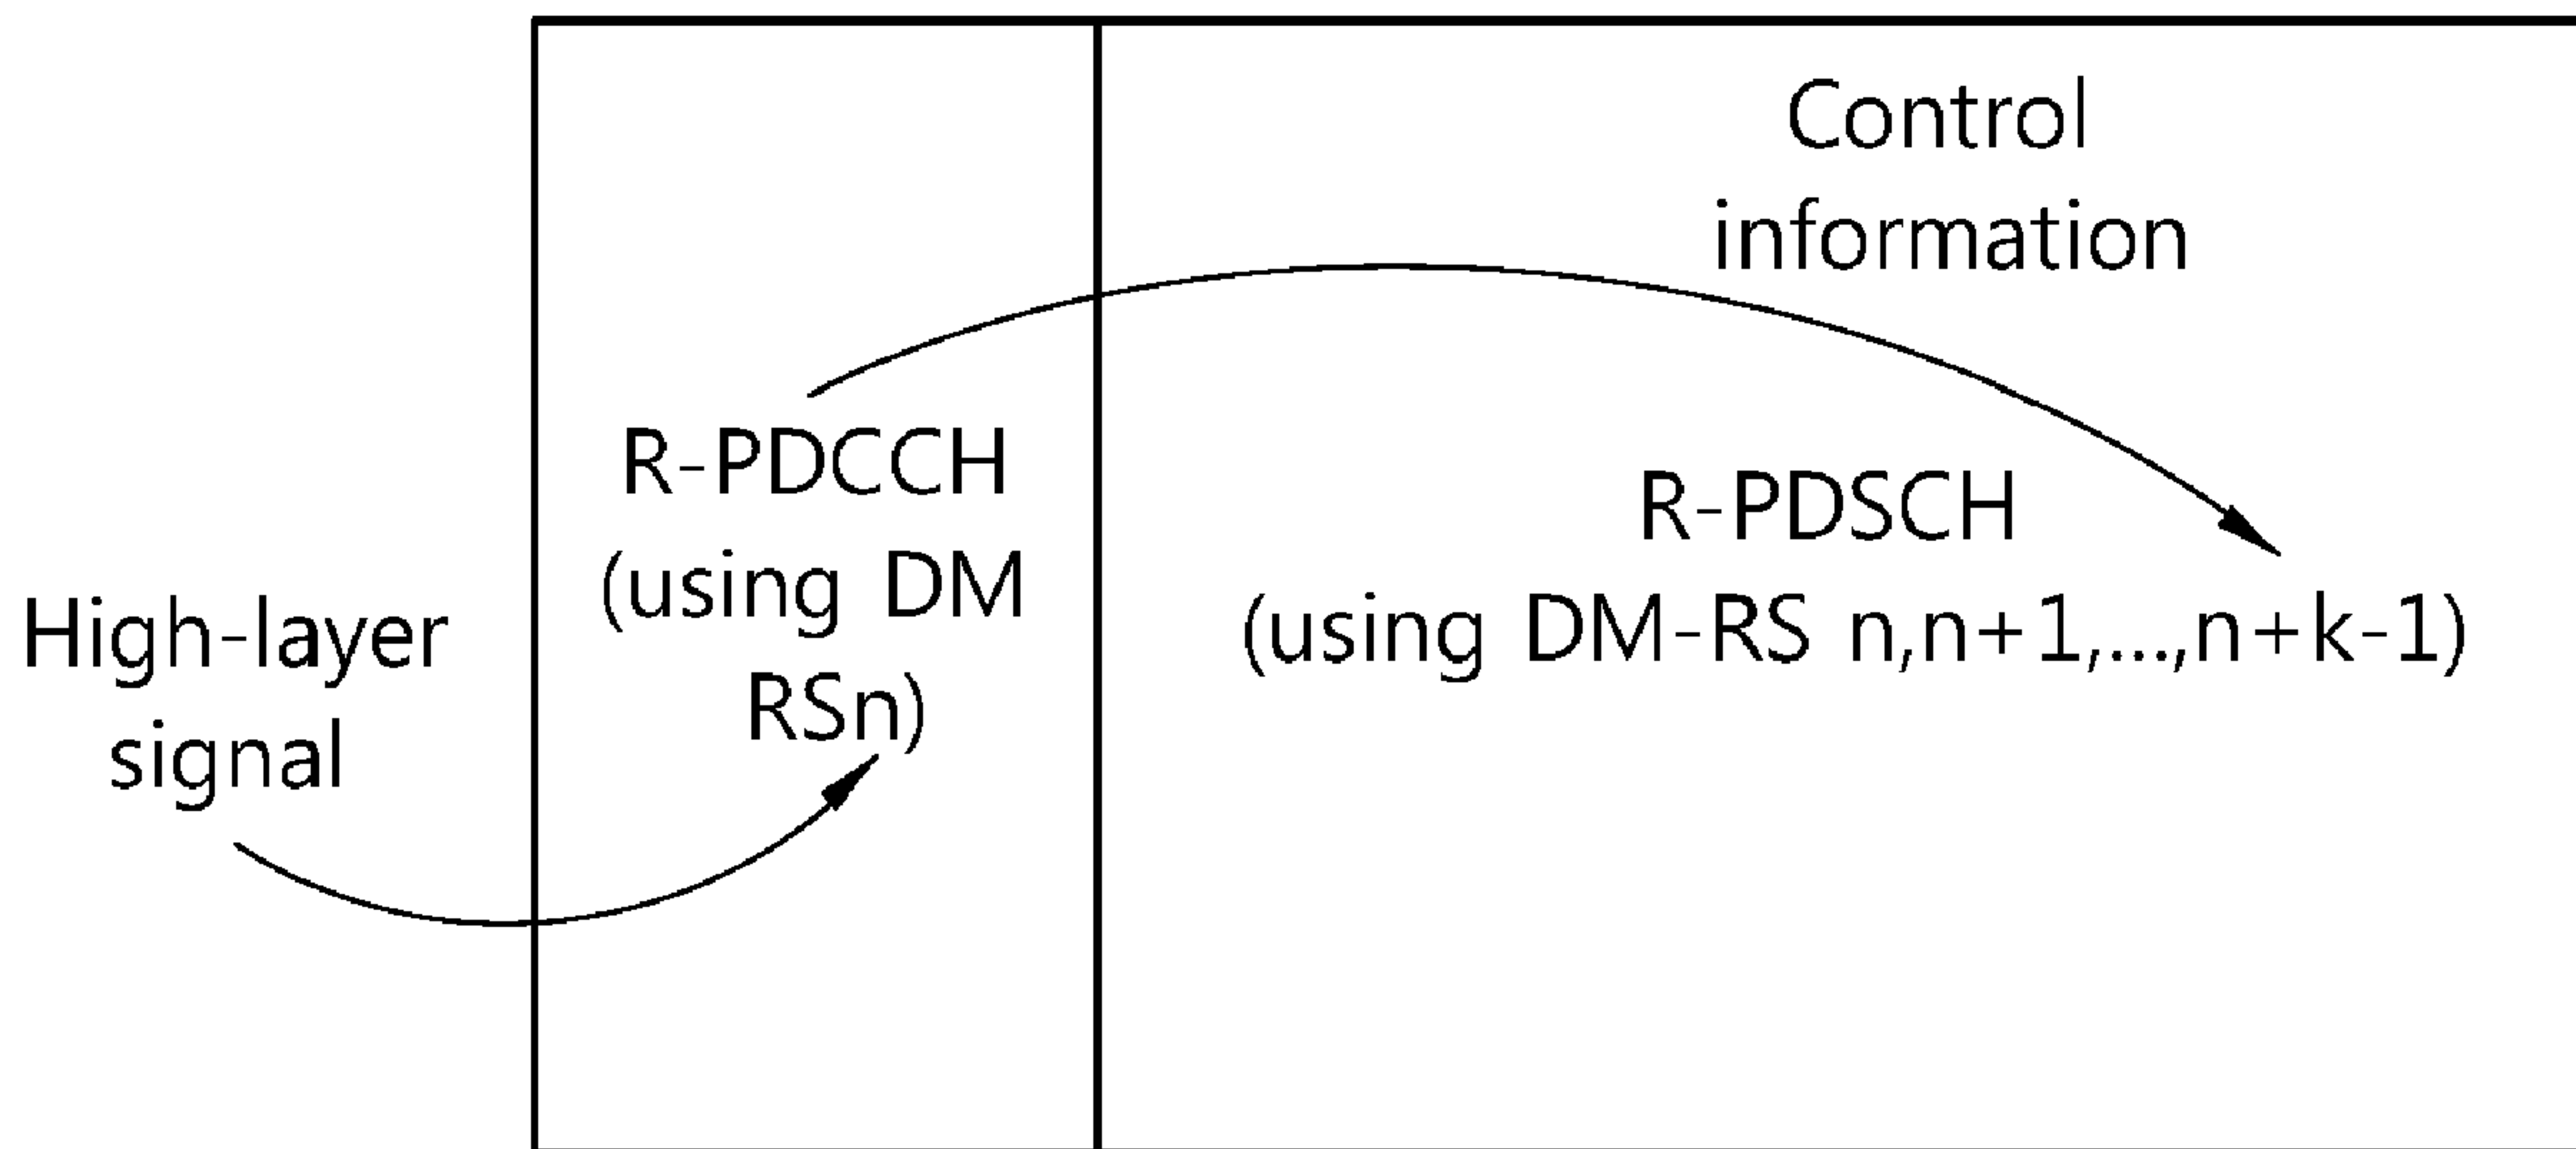 Control
information
R-PDCCH
(using DM
RSn)
R-PDSCH
(using DM-RS n,n+1,...,n+k-1)
High-layer
signal